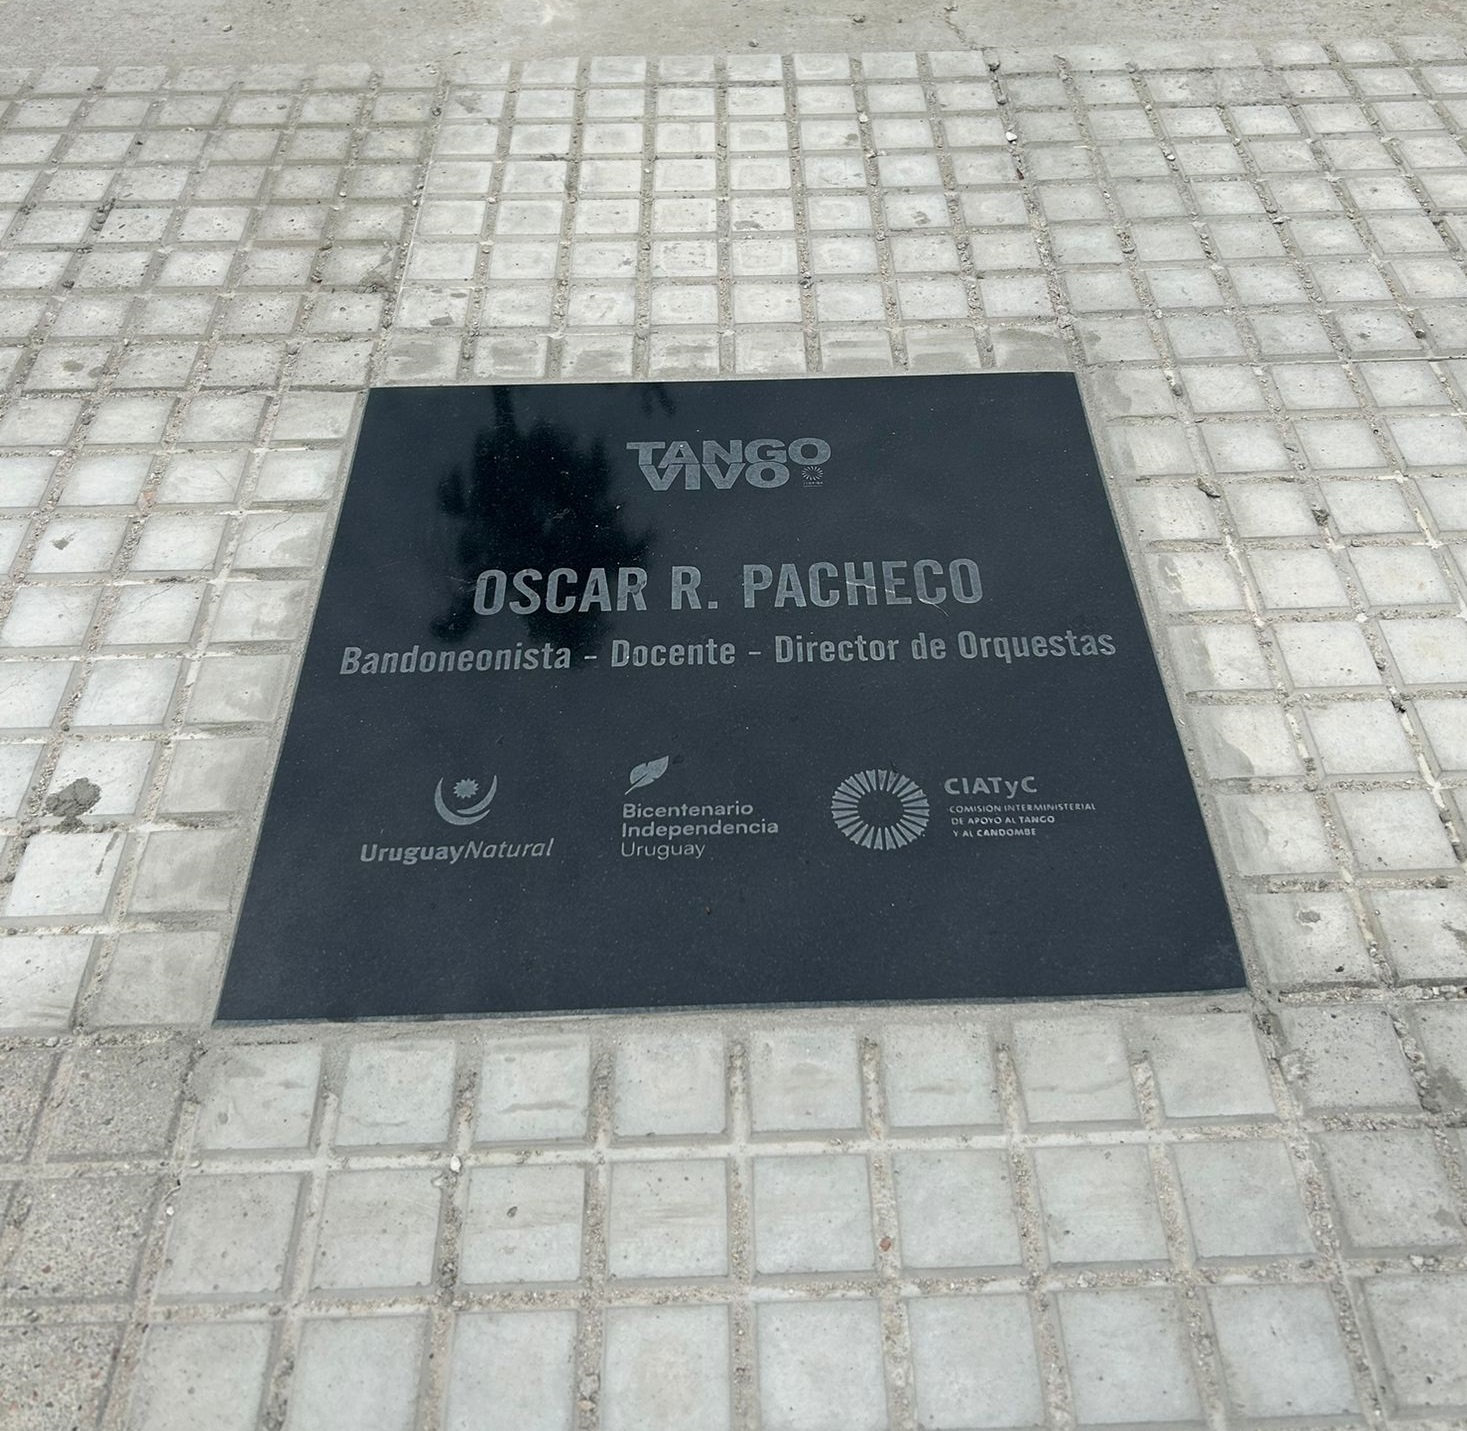 TANGO
VIVO
OSCAR R. PACHECO
Bandoneonista - Docente - Director de Orquestas
UruguayNatural
Bicentenario
Independencia
Uruguay
CIATyC
COMISION INTERMINISTERIAL
DE APOYO AL TANGO
Y AL CANDOMBE